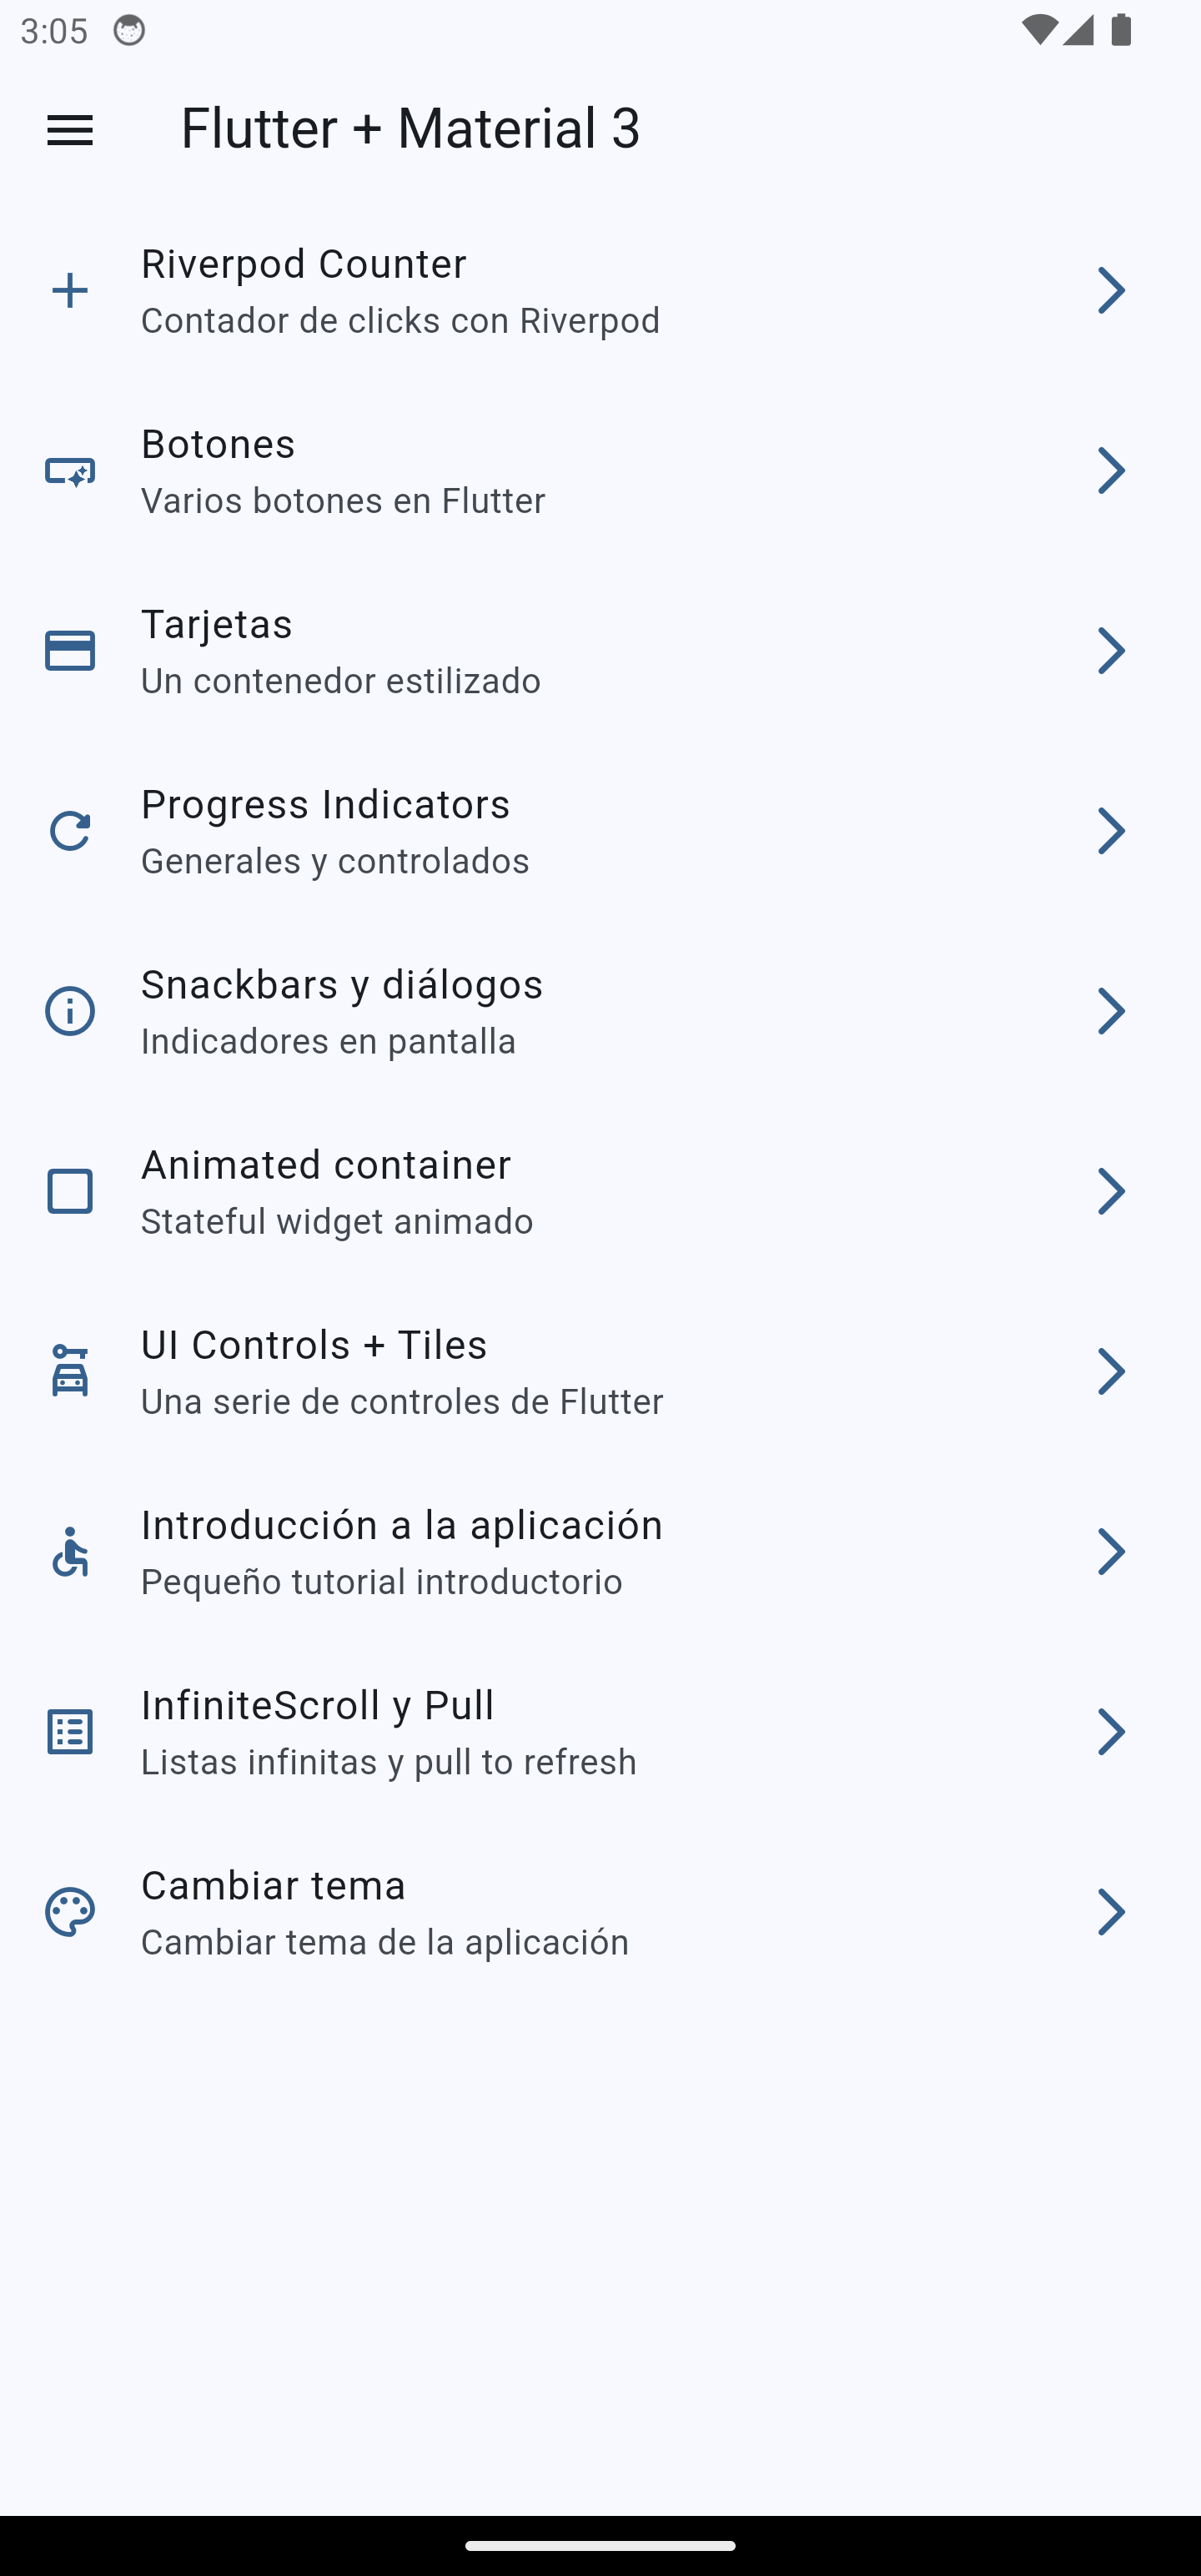 3:05
Flutter + Material 3
Riverpod Counter
Contador de clicks con Riverpod
Botones
Varios botones en Flutter
Tarjetas
Un contenedor estilizado
Progress Indicators
Generales y controlados
Snackbars y diálogos
Indicadores en pantalla
Animated container
Stateful widget animado
UI Controls + Tiles
Una serie de controles de Flutter
Introducción a la aplicación
Pequeño tutorial introductorio
InfiniteScroll y Pull
Listas infinitas y pull to refresh
Cambiar tema
Cambiar tema de la aplicación